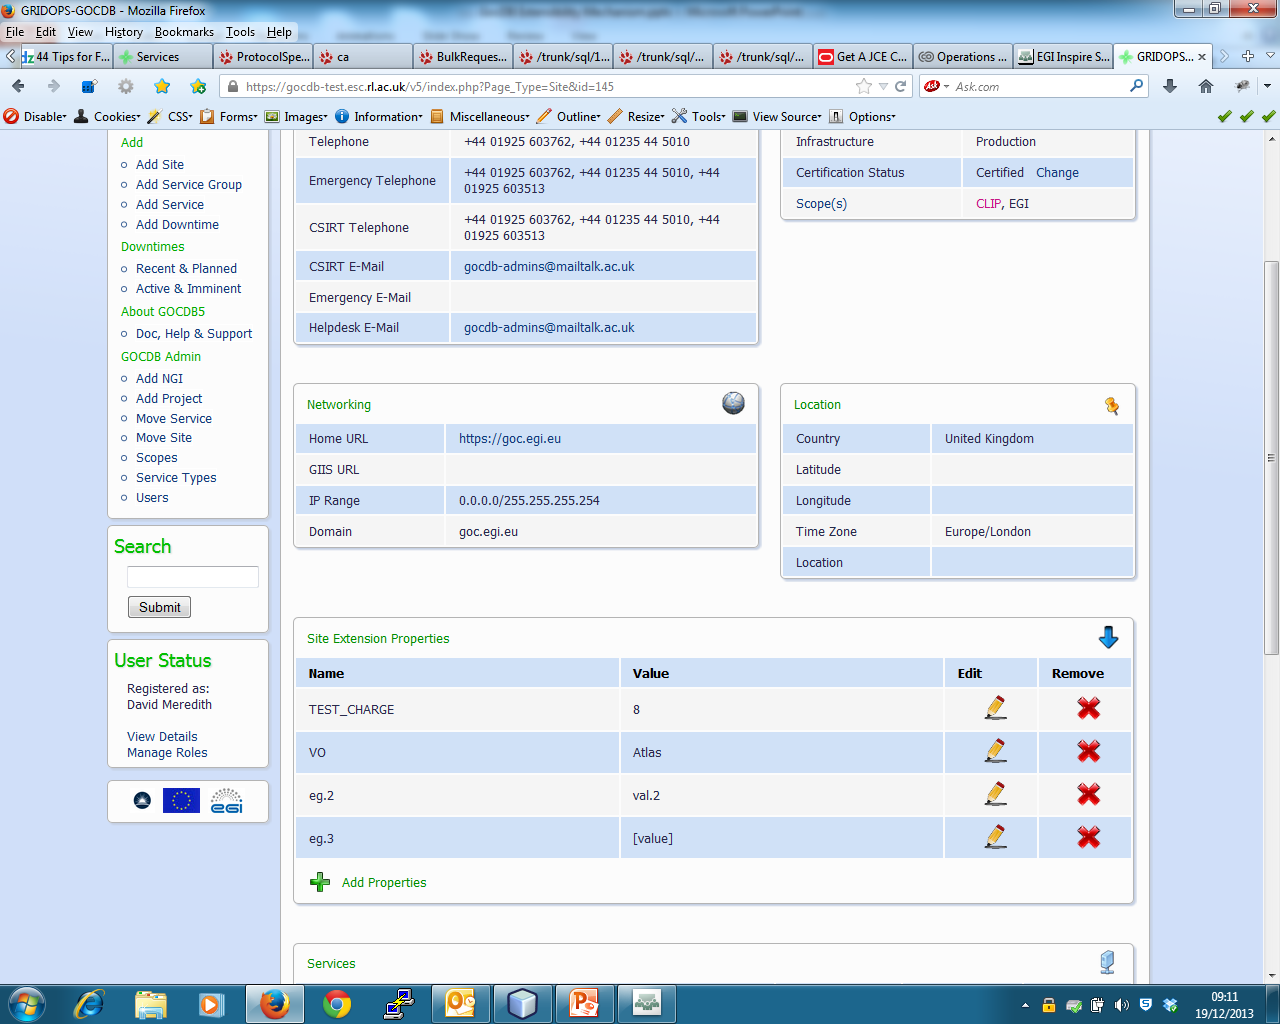 GRIDOPS-GOCDB - Mozilla Firefox
File Edit View History Bookmarks Tools Help
44 Tips for F... Services ProtocolSpe... ca BulkReques... /trunk/sql/1... /trunk/sql/... /trunk/sql/... Get A JCE C... Operations ... EGI Inspire S... GRIDOPS...
https://gocdb-test.esc.rl.ac.uk/v5/index.php?Page_Type=Site&id=145
Ask Ask.com
Disable Cookies CSS Forms Images Information Miscellaneous Outline Resize Tools View Source Options
Add
Add Site
Add Service Group
Add Service
Add Downtime
Downtimes
Recent & Planned
Active & Imminent
About GOCDB5
Doc, Help & Support
GOCDB Admin
Add NGI
Add Project
Move Service
Move Site
Scopes
Service Types
Users
Search
Submit
User Status
Registered as:
David Meredith
View Details
Manage Roles
egi
Telephone +44 01925 603762, +44 01235 44 5010
Emergency Telephone +44 01925 603762, +44 01235 44 5010, +44
01925 603513
CSIRT Telephone +44 01925 603762, +44 01235 44 5010, +44
01925 603513
CSIRT E-Mail gocdb-admins@mailtalk.ac.uk
Emergency E-Mail
Helpdesk E-Mail gocdb-admins@mailtalk.ac.uk
Infrastructure Production
Certification Status Certified Change
Scope(s) CLIP, EGI
Networking
Home URL https://goc.egi.eu
GIIS URL
IP Range 0.0.0.0/255.255.255.254
Domain goc.egi.eu
Location
Country United Kingdom
Latitude
Longitude
Time Zone Europe/London
Location
Site Extension Properties
Name Value Edit Remove
TEST_CHARGE 8
VO Atlas
eg.2 val.2
eg.3 [value]
Add Properties
Services
09:11
19/12/2013